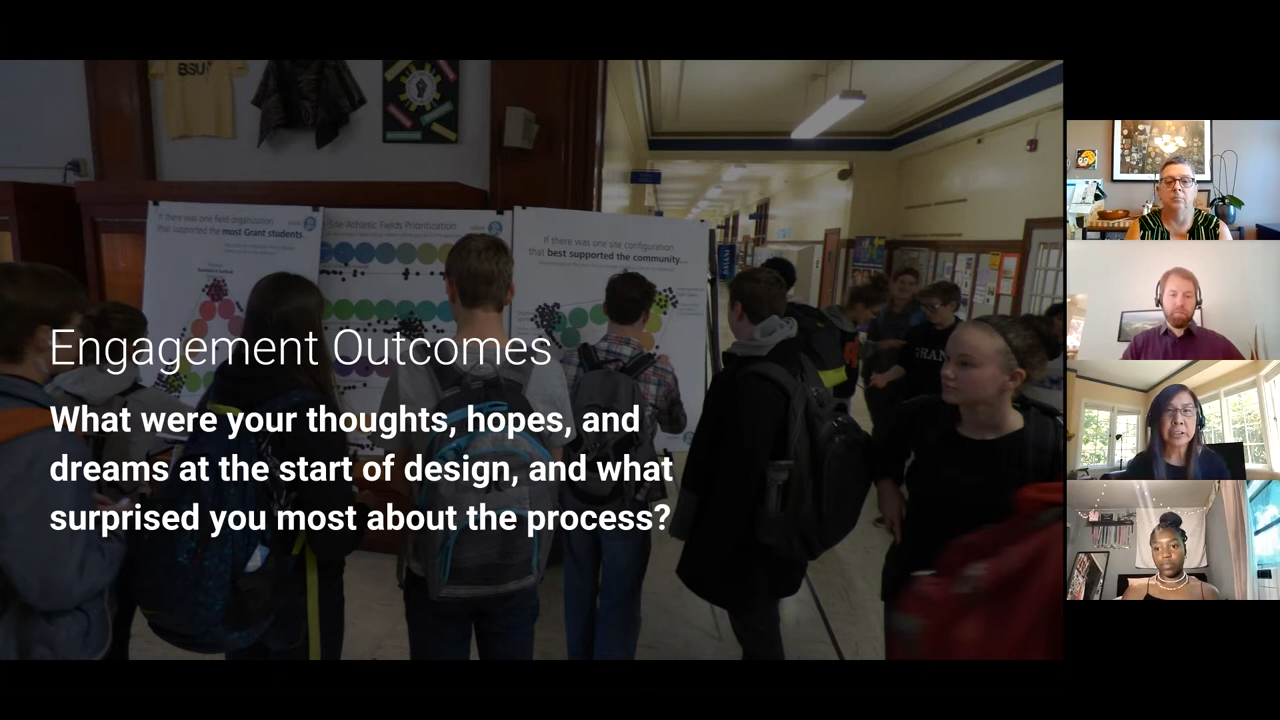 BSU
If there was one field organization
that supported the most Grant students
Site Athletic Fields Prioritization
If there was one site configuration
that best supported the community...
GRAN
Engagement Outcomes
What were your thoughts, hopes, and
dreams at the start of design, and what
surprised you most about the process?